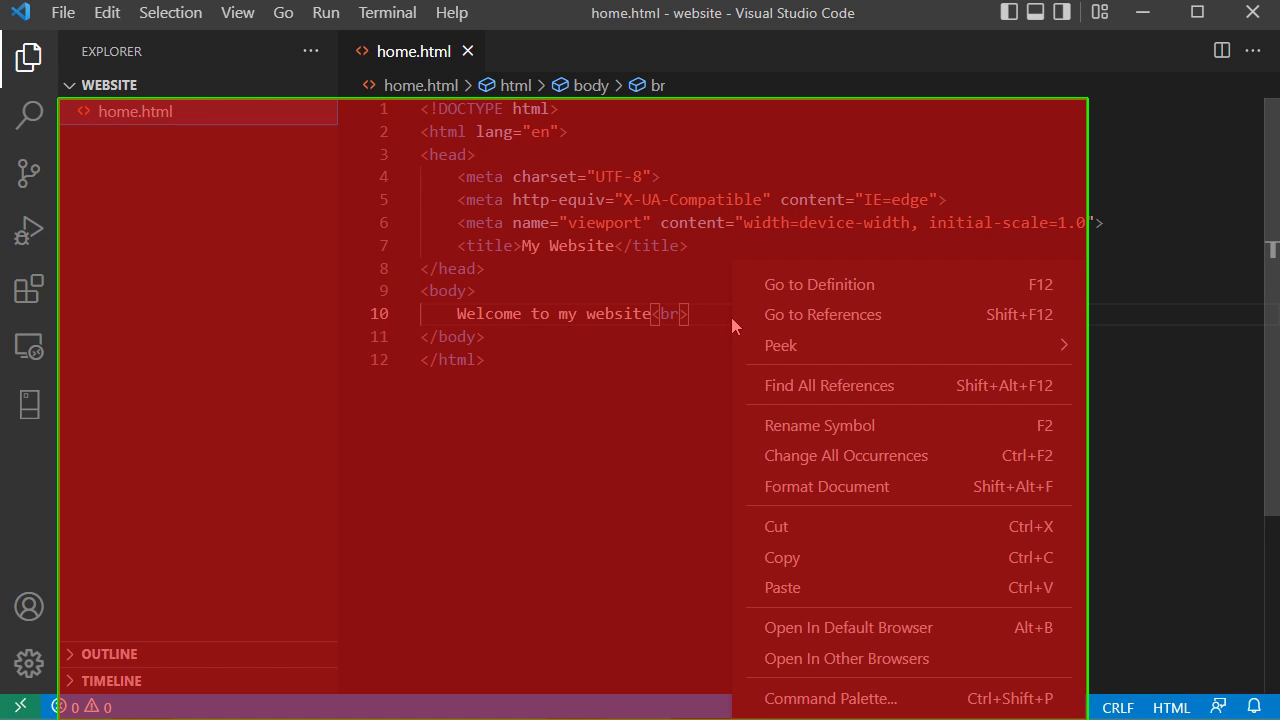 File Edit Selection View Go Run Terminal Help home.html - website - Visual Studio Code
EXPLORER
home.html
WEBSITE
home.html > html > body > br
home.html
1 <!DOCTYPE html>
2 <html lang="en">
3 <head>
4 <meta charset="UTF-8">
5 <meta http-equiv="X-UA-Compatible" content="IE=edge">
6 <meta name="viewport" content="width=device-width, initial-scale=1.0">
7 <title>My Website</title>
8 </head>
9 <body>
10 Welcome to my website<br>
11 </body>
12 </html>
Go to Definition F12
Go to References Shift+F12
Peek >
Find All References Shift+Alt+F12
Rename Symbol F2
Change All Occurrences Ctrl+F2
Format Document Shift+Alt+F
Cut Ctrl+X
Copy Ctrl+C
Paste Ctrl+V
Open In Default Browser Alt+B
Open In Other Browsers
Command Palette... Ctrl+Shift+P
OUTLINE
TIMELINE
0 0
CRLF HTML